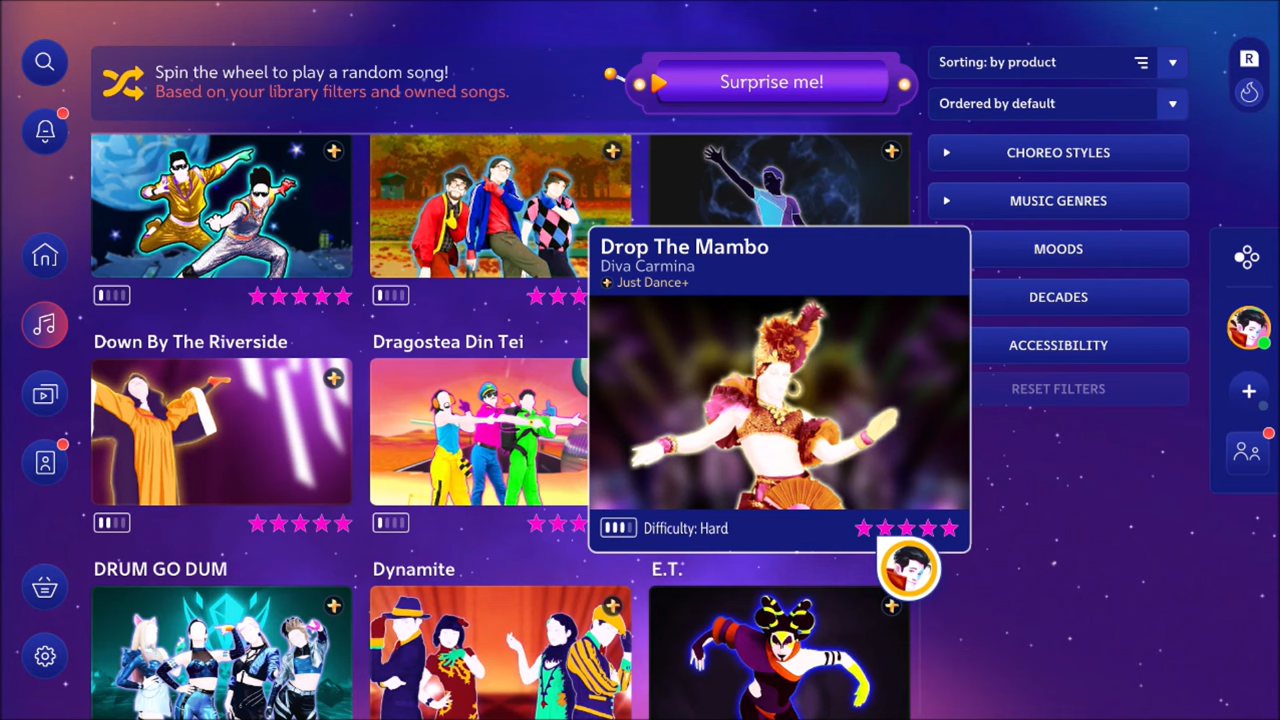 Spin the wheel to play a random song!
Based on your library filters and owned songs.
Surprise me!
Sorting: by product
Ordered by default
R
CHOREO STYLES
MUSIC GENRES
MOODS
DECADES
ACCESSIBILITY
RESET FILTERS
Drop The Mambo
Diva Carmina
Just Dance+
Difficulty: Hard
Down By The Riverside
Dragostea Din Tei
DRUM GO DUM
Dynamite
E.T.